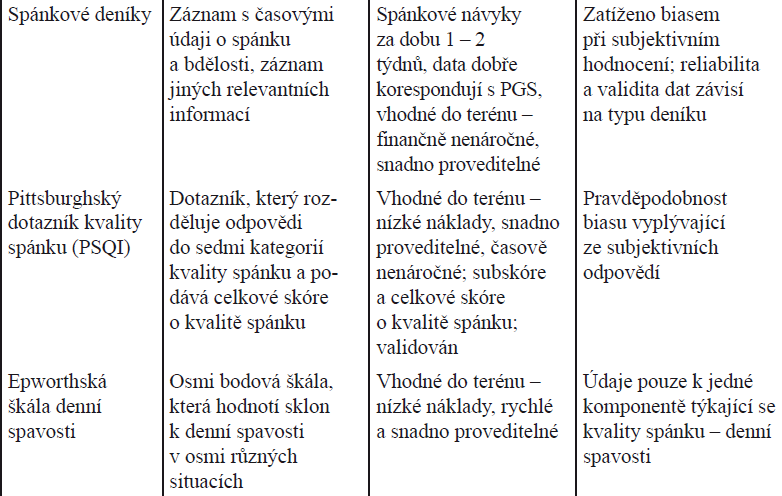 Spánkové deníky
Záznam s časovými
údaji o spánku
a bdělosti, záznam
jiných relevantních
informací
Spánkové návyky
za dobu 1 – 2
týdnů, data dobře
korespondují s PGS,
vhodné do terénu –
finančně nenáročné,
snadno proveditelné
Zatíženo biasem
při subjektivním
hodnocení; reliabilita
a validita dat závisí
na typu deníku
Pittsburghský
dotazník kvality
spánku (PSQI)
Dotazník, který roz-
děluje odpovědi
do sedmi kategorií
kvality spánku a po-
dává celkové skóre
o kvalitě spánku
Vhodné do terénu –
nízké náklady, snadno
proveditelné, časově
nenáročné; subskóre
a celkové skóre
o kvalitě spánku;
validován
Pravděpodobnost
biasu vyplývající
ze subjektivních
odpovědí
Epworthská
škála denní
spavosti
Osmi bodová škála,
která hodnotí sklon
k denní spavosti
v osmi různých
situacích
Vhodné do terénu –
nízké náklady, rychlé
a snadno proveditelné
Údaje pouze k jedné
komponentě týkající se
kvality spánku – denní
spavosti